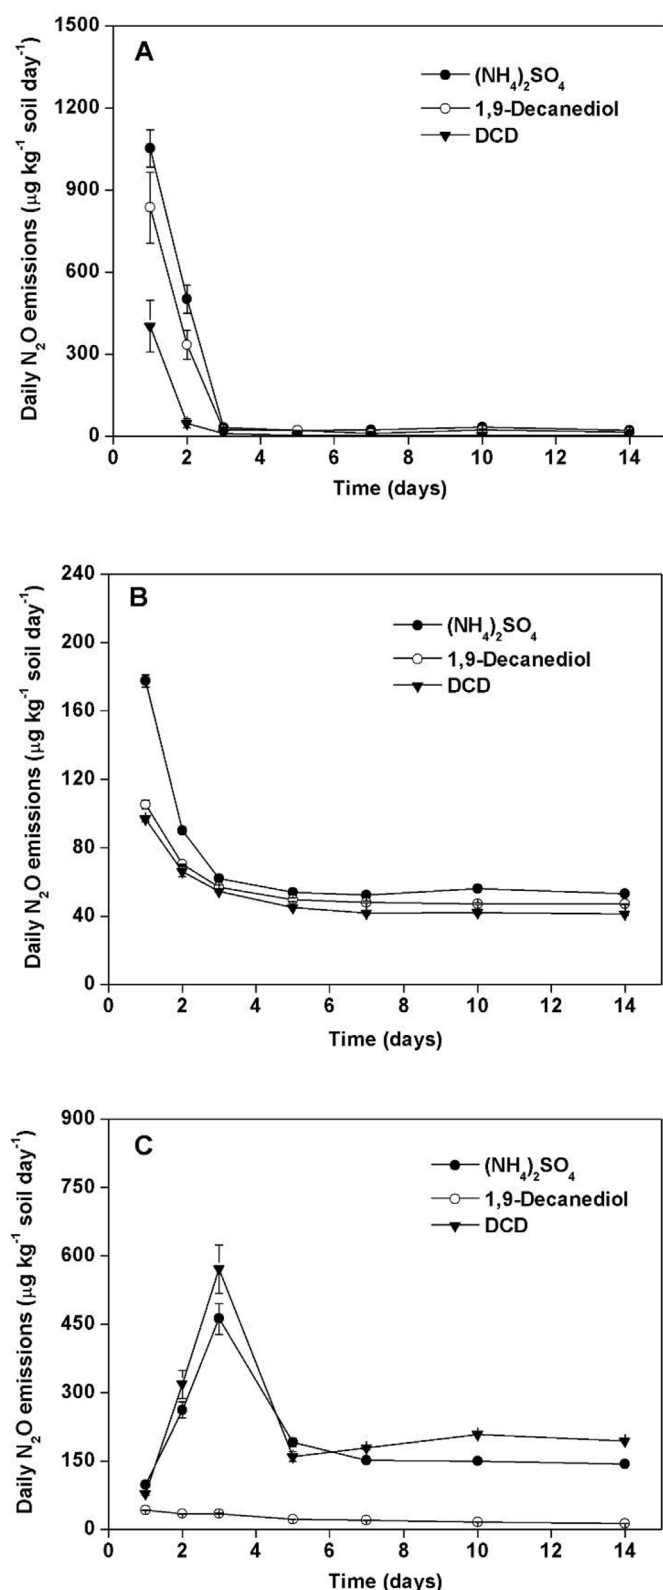 A
(NH₄)₂SO₄
1,9-Decanediol
DCD
Daily N₂O emissions (µg kg⁻¹ soil day⁻¹)
1500
1200
900
600
300
0
0 2 4 6 8 10 12 14
Time (days)
B
(NH₄)₂SO₄
1,9-Decanediol
DCD
Daily N₂O emissions (µg kg⁻¹ soil day⁻¹)
240
200
160
120
80
40
0
0 2 4 6 8 10 12 14
Time (days)
C
(NH₄)₂SO₄
1,9-Decanediol
DCD
Daily N₂O emissions (µg kg⁻¹ soil day⁻¹)
900
750
600
450
300
150
0
0 2 4 6 8 10 12 14
Time (days)